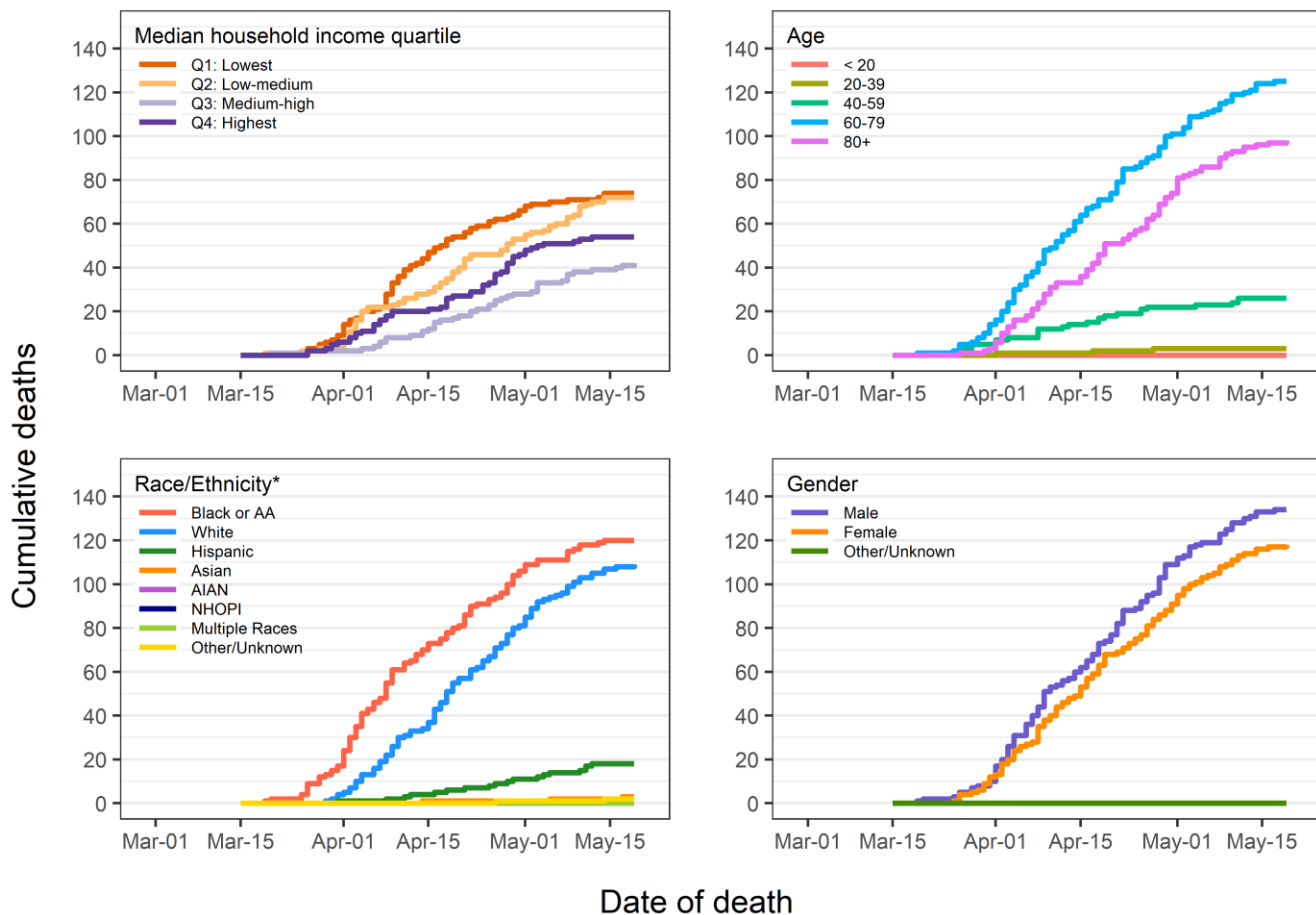 Cumulative deaths
Median household income quartile
Q1: Lowest
Q2: Low-medium
Q3: Medium-high
Q4: Highest
140
120
100
80
60
40
20
0
Mar-01 Mar-15 Apr-01 Apr-15 May-01 May-15
Age
< 20
20-39
40-59
60-79
80+
140
120
100
80
60
40
20
0
Mar-01 Mar-15 Apr-01 Apr-15 May-01 May-15
Race/Ethnicity*
Black or AA
White
Hispanic
Asian
AIAN
NHOPI
Multiple Races
Other/Unknown
140
120
100
80
60
40
20
0
Mar-01 Mar-15 Apr-01 Apr-15 May-01 May-15
Gender
Male
Female
Other/Unknown
140
120
100
80
60
40
20
0
Mar-01 Mar-15 Apr-01 Apr-15 May-01 May-15
Date of death